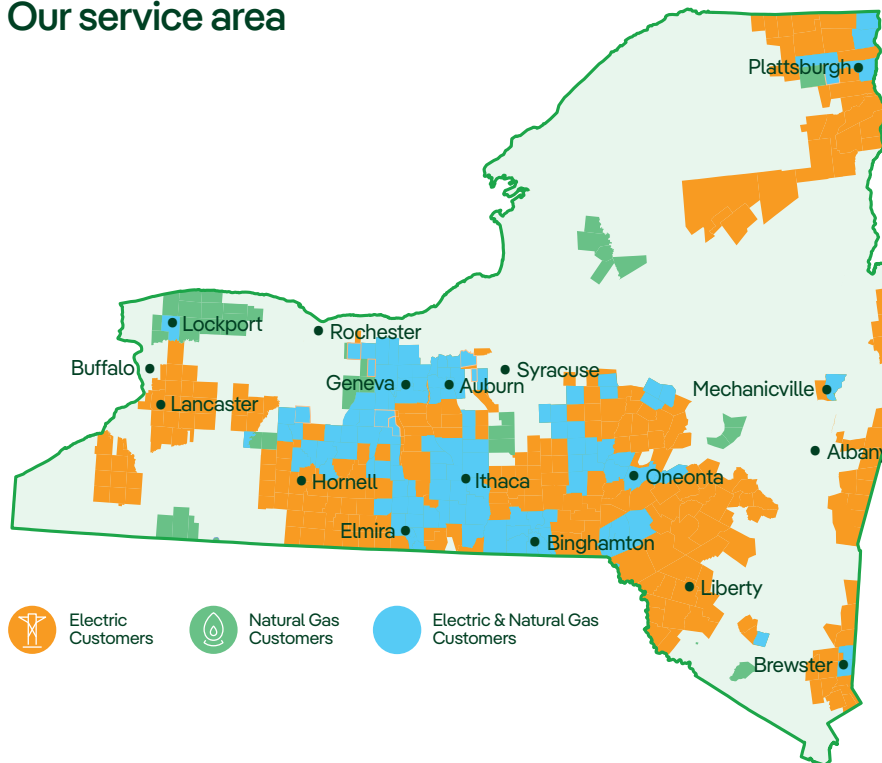 Our service area
Plattsburgh
Lockport
Rochester
Buffalo
Syracuse
Geneva
Auburn
Mechanicville
Lancaster
Albany
Hornell
Ithaca
Oneonta
Elmira
Binghamton
Liberty
Electric
Customers
Natural Gas
Customers
Electric & Natural Gas
Customers
Brewster